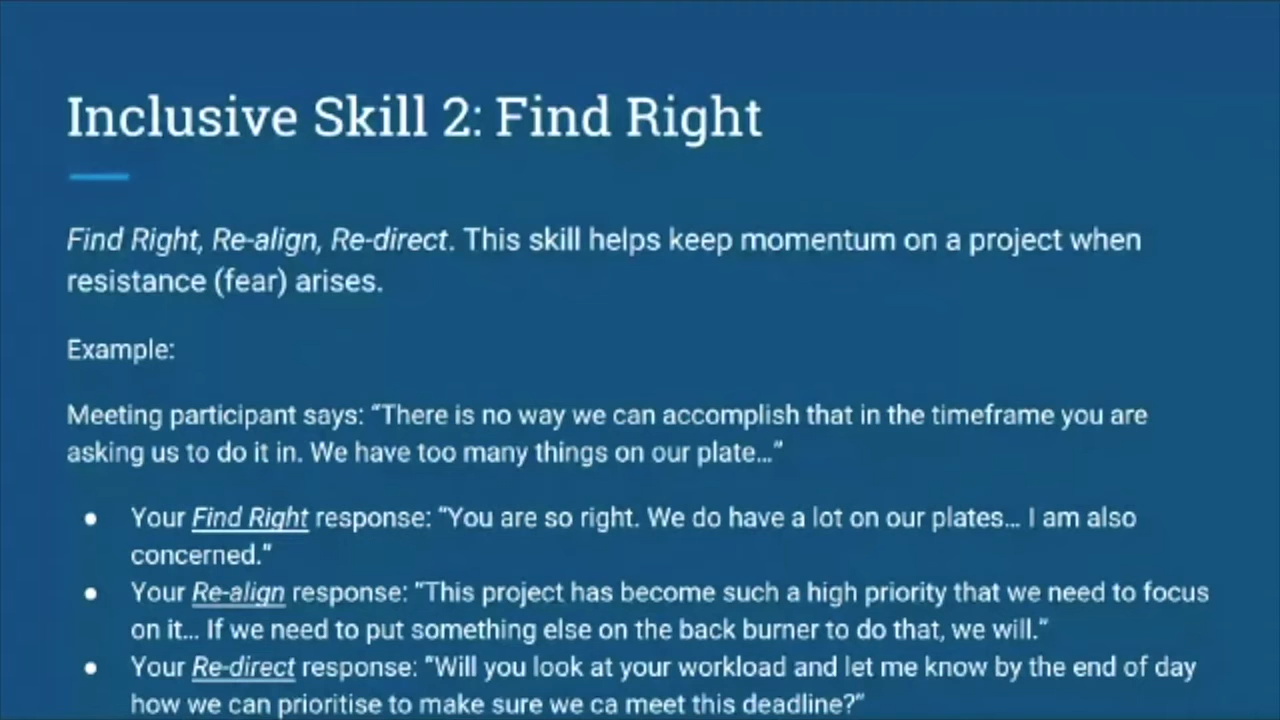 Inclusive Skill 2: Find Right
Find Right, Re-align, Re-direct. This skill helps keep momentum on a project when
resistance (fear) arises.
Example:
Meeting participant says: “There is no way we can accomplish that in the timeframe you are
asking us to do it in. We have too many things on our plate…”
● Your Find Right response: “You are so right. We do have a lot on our plates… I am also
concerned.”
● Your Re-align response: “This project has become such a high priority that we need to focus
on it… If we need to put something else on the back burner to do that, we will.”
● Your Re-direct response: “Will you look at your workload and let me know by the end of day
how we can prioritise to make sure we ca meet this deadline?”